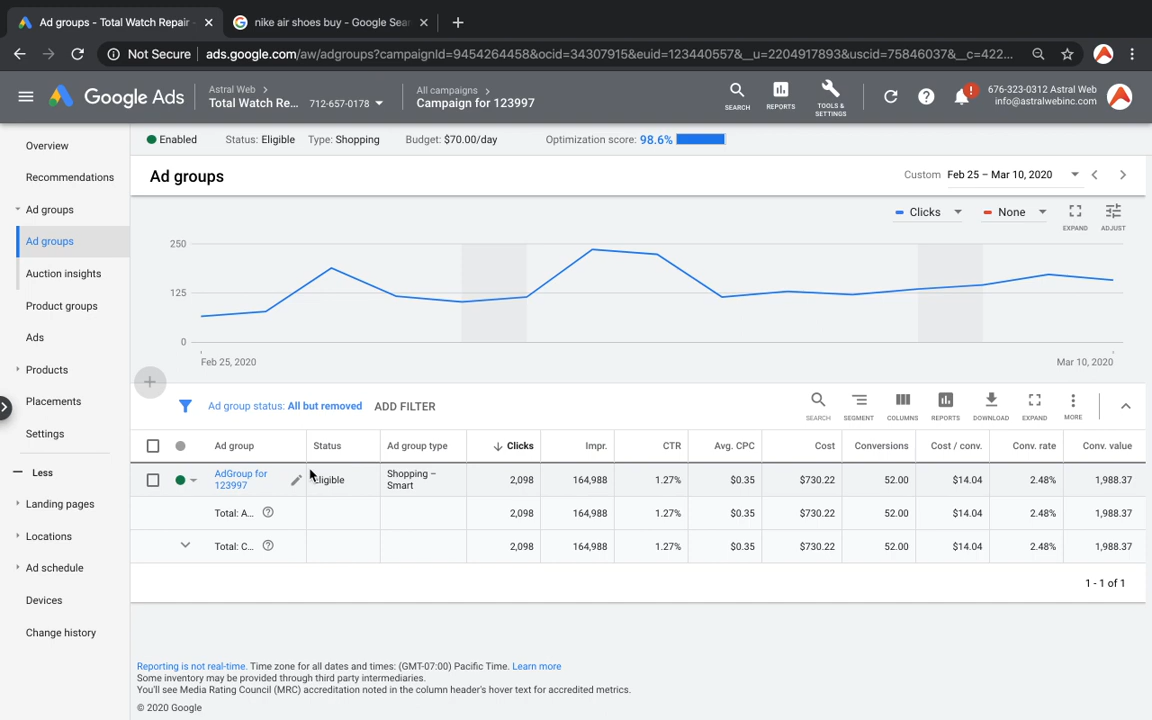 Ad groups - Total Watch Repair
nike air shoes buy - Google Sear
Not Secure
ads.google.com/aw/adgroups?campaignId=9454264458&ocid=34307915&euid=123440557&__u=2204917893&uscid=75846037&__c=422...
Google Ads
Astral Web
Total Watch Re... 712-657-0178
All campaigns
Campaign for 123997
SEARCH
REPORTS
TOOLS &
SETTINGS
!
676-323-0312 Astral Web
info@astralwebinc.com
Enabled Status: Eligible Type: Shopping Budget: $70.00/day Optimization score: 98.6%
Overview
Recommendations
Ad groups
Ad groups
Auction insights
Product groups
Ads
Products
Placements
Settings
Less
Landing pages
Locations
Ad schedule
Devices
Change history
Ad groups
Custom Feb 25 – Mar 10, 2020
Clicks None
EXPAND ADJUST
250
125
0
Feb 25, 2020 Mar 10, 2020
Ad group status: All but removed ADD FILTER
SEARCH SEGMENT COLUMNS REPORTS DOWNLOAD EXPAND MORE
Ad group Status Ad group type Clicks Impr. CTR Avg. CPC Cost Conversions Cost / conv. Conv. rate Conv. value
AdGroup for
123997
Eligible
Shopping –
Smart
2,098 164,988 1.27% $0.35 $730.22 52.00 $14.04 2.48% 1,988.37
Total: A... 2,098 164,988 1.27% $0.35 $730.22 52.00 $14.04 2.48% 1,988.37
Total: C... 2,098 164,988 1.27% $0.35 $730.22 52.00 $14.04 2.48% 1,988.37
1 - 1 of 1
Reporting is not real-time. Time zone for all dates and times: (GMT-07:00) Pacific Time. Learn more
Some inventory may be provided through third party intermediaries.
You'll see Media Rating Council (MRC) accreditation noted in the column header's hover text for accredited metrics.
© 2020 Google